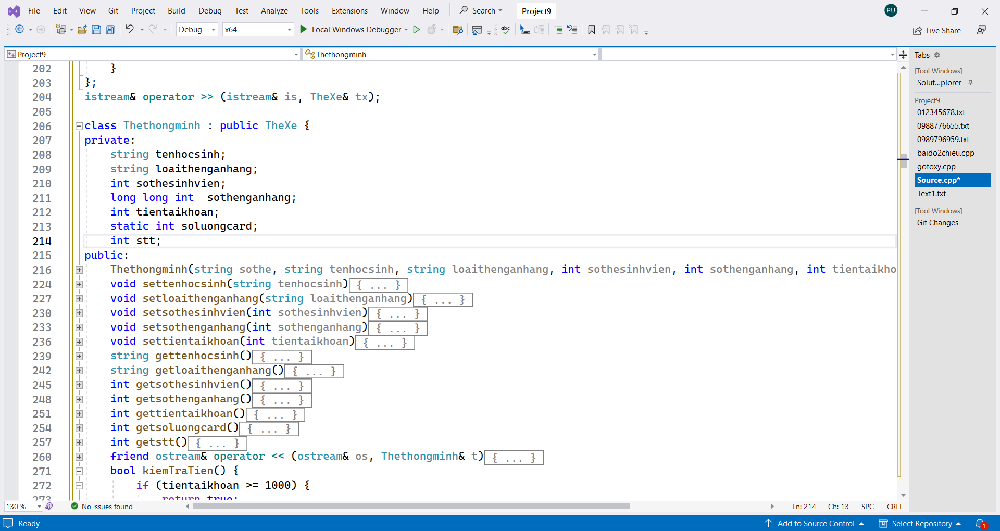 File Edit View Git Project Build Debug Test Analyze Tools Extensions Window Help Search Project9 PU
Debug x64 Local Windows Debugger abc Live Share
Project9 Thethongminh
202 }
203 };
204 istream& operator >> (istream& is, TheXe& tx);
205
206 class Thethongminh : public TheXe {
207 private:
208 string tenhocsinh;
209 string loaithenganhang;
210 int sothesinhvien;
211 long long int  sothenganhang;
212 int tientaikhoan;
213 static int soluongcard;
214 int stt;
215 public:
216 Thethongminh(string sothe, string tenhocsinh, string loaithenganhang, int sothesinhvien, int sothenganhang, int tientaikho
224 void settenhocsinh(string tenhocsinh) { ... }
227 void setloaithenganhang(string loaithenganhang) { ... }
230 void setsothesinhvien(int sothesinhvien) { ... }
233 void setsothenganhang(int sothenganhang) { ... }
236 void settientaikhoan(int tientaikhoan) { ... }
239 string gettenhocsinh() { ... }
242 string getloaithenganhang() { ... }
245 int getsothesinhvien() { ... }
248 int getsothenganhang() { ... }
251 int gettientaikhoan() { ... }
254 int getsoluongcard() { ... }
257 int getstt() { ... }
260 friend ostream& operator << (ostream& os, Thethongminh& t) { ... }
271 bool kiemTraTien() {
272 if (tientaikhoan >= 1000) {
273 return true;
Tabs
[Tool Windows]
Solut...plorer
Project9
012345678.txt
0988776655.txt
0989796959.txt
baido2chieu.cpp
gotoxy.cpp
Source.cpp*
Text1.txt
[Tool Windows]
Git Changes
130 % No issues found Ln: 214 Ch: 13 SPC CRLF
Ready Add to Source Control Select Repository 1